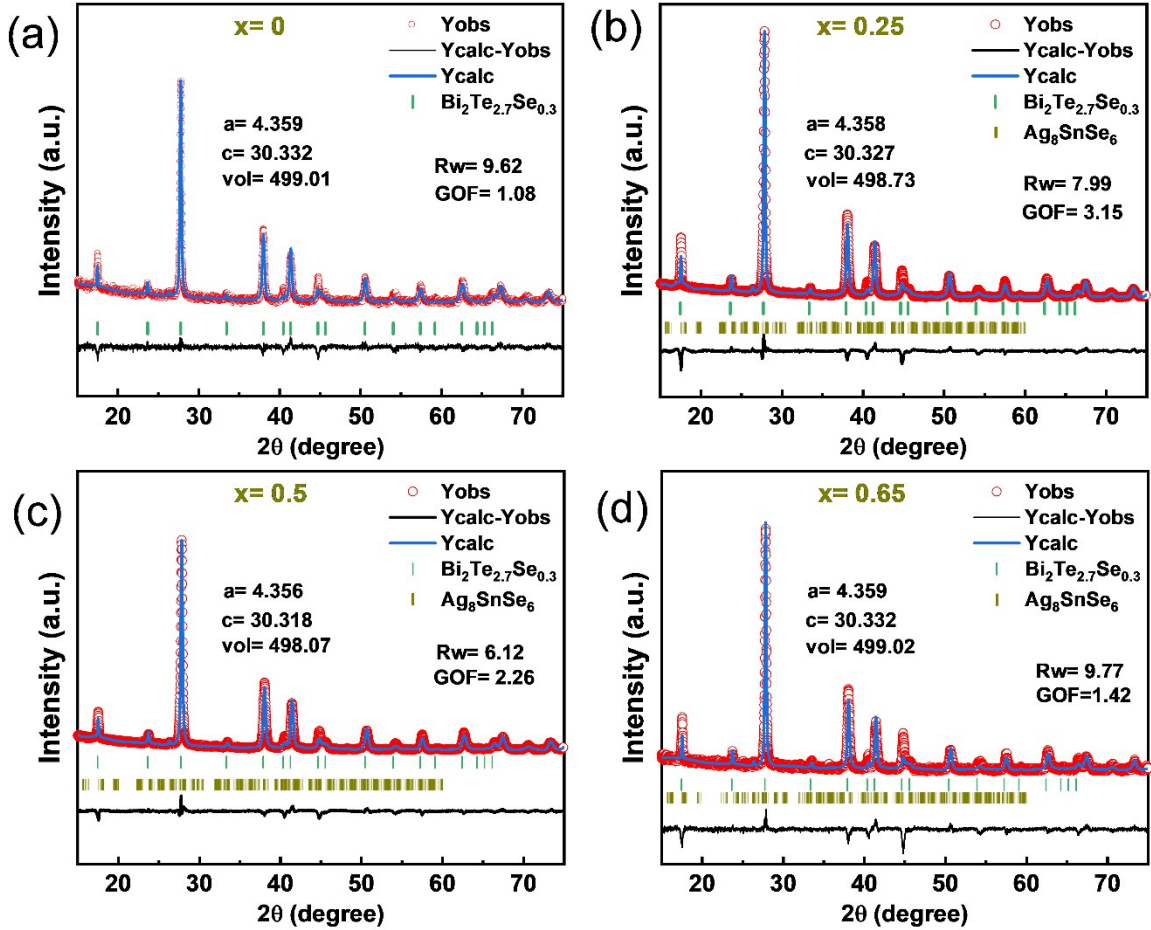 (a)
x= 0
Yobs
Ycalc-Yobs
Ycalc
Bi₂Te₂.₇Se₀.₃
a= 4.359
c= 30.332
vol= 499.01
Rw= 9.62
GOF= 1.08
Intensity (a.u.)
20 30 40 50 60 70
2θ (degree)
(b)
x= 0.25
Yobs
Ycalc-Yobs
Ycalc
Bi₂Te₂.₇Se₀.₃
Ag₈SnSe₆
a= 4.358
c= 30.327
vol= 498.73
Rw= 7.99
GOF= 3.15
Intensity (a.u.)
20 30 40 50 60 70
2θ (degree)
(c)
x= 0.5
Yobs
Ycalc-Yobs
Ycalc
Bi₂Te₂.₇Se₀.₃
Ag₈SnSe₆
a= 4.356
c= 30.318
vol= 498.07
Rw= 6.12
GOF= 2.26
Intensity (a.u.)
20 30 40 50 60 70
2θ (degree)
(d)
x= 0.65
Yobs
Ycalc-Yobs
Ycalc
Bi₂Te₂.₇Se₀.₃
Ag₈SnSe₆
a= 4.359
c= 30.332
vol= 499.02
Rw= 9.77
GOF=1.42
Intensity (a.u.)
20 30 40 50 60 70
2θ (degree)